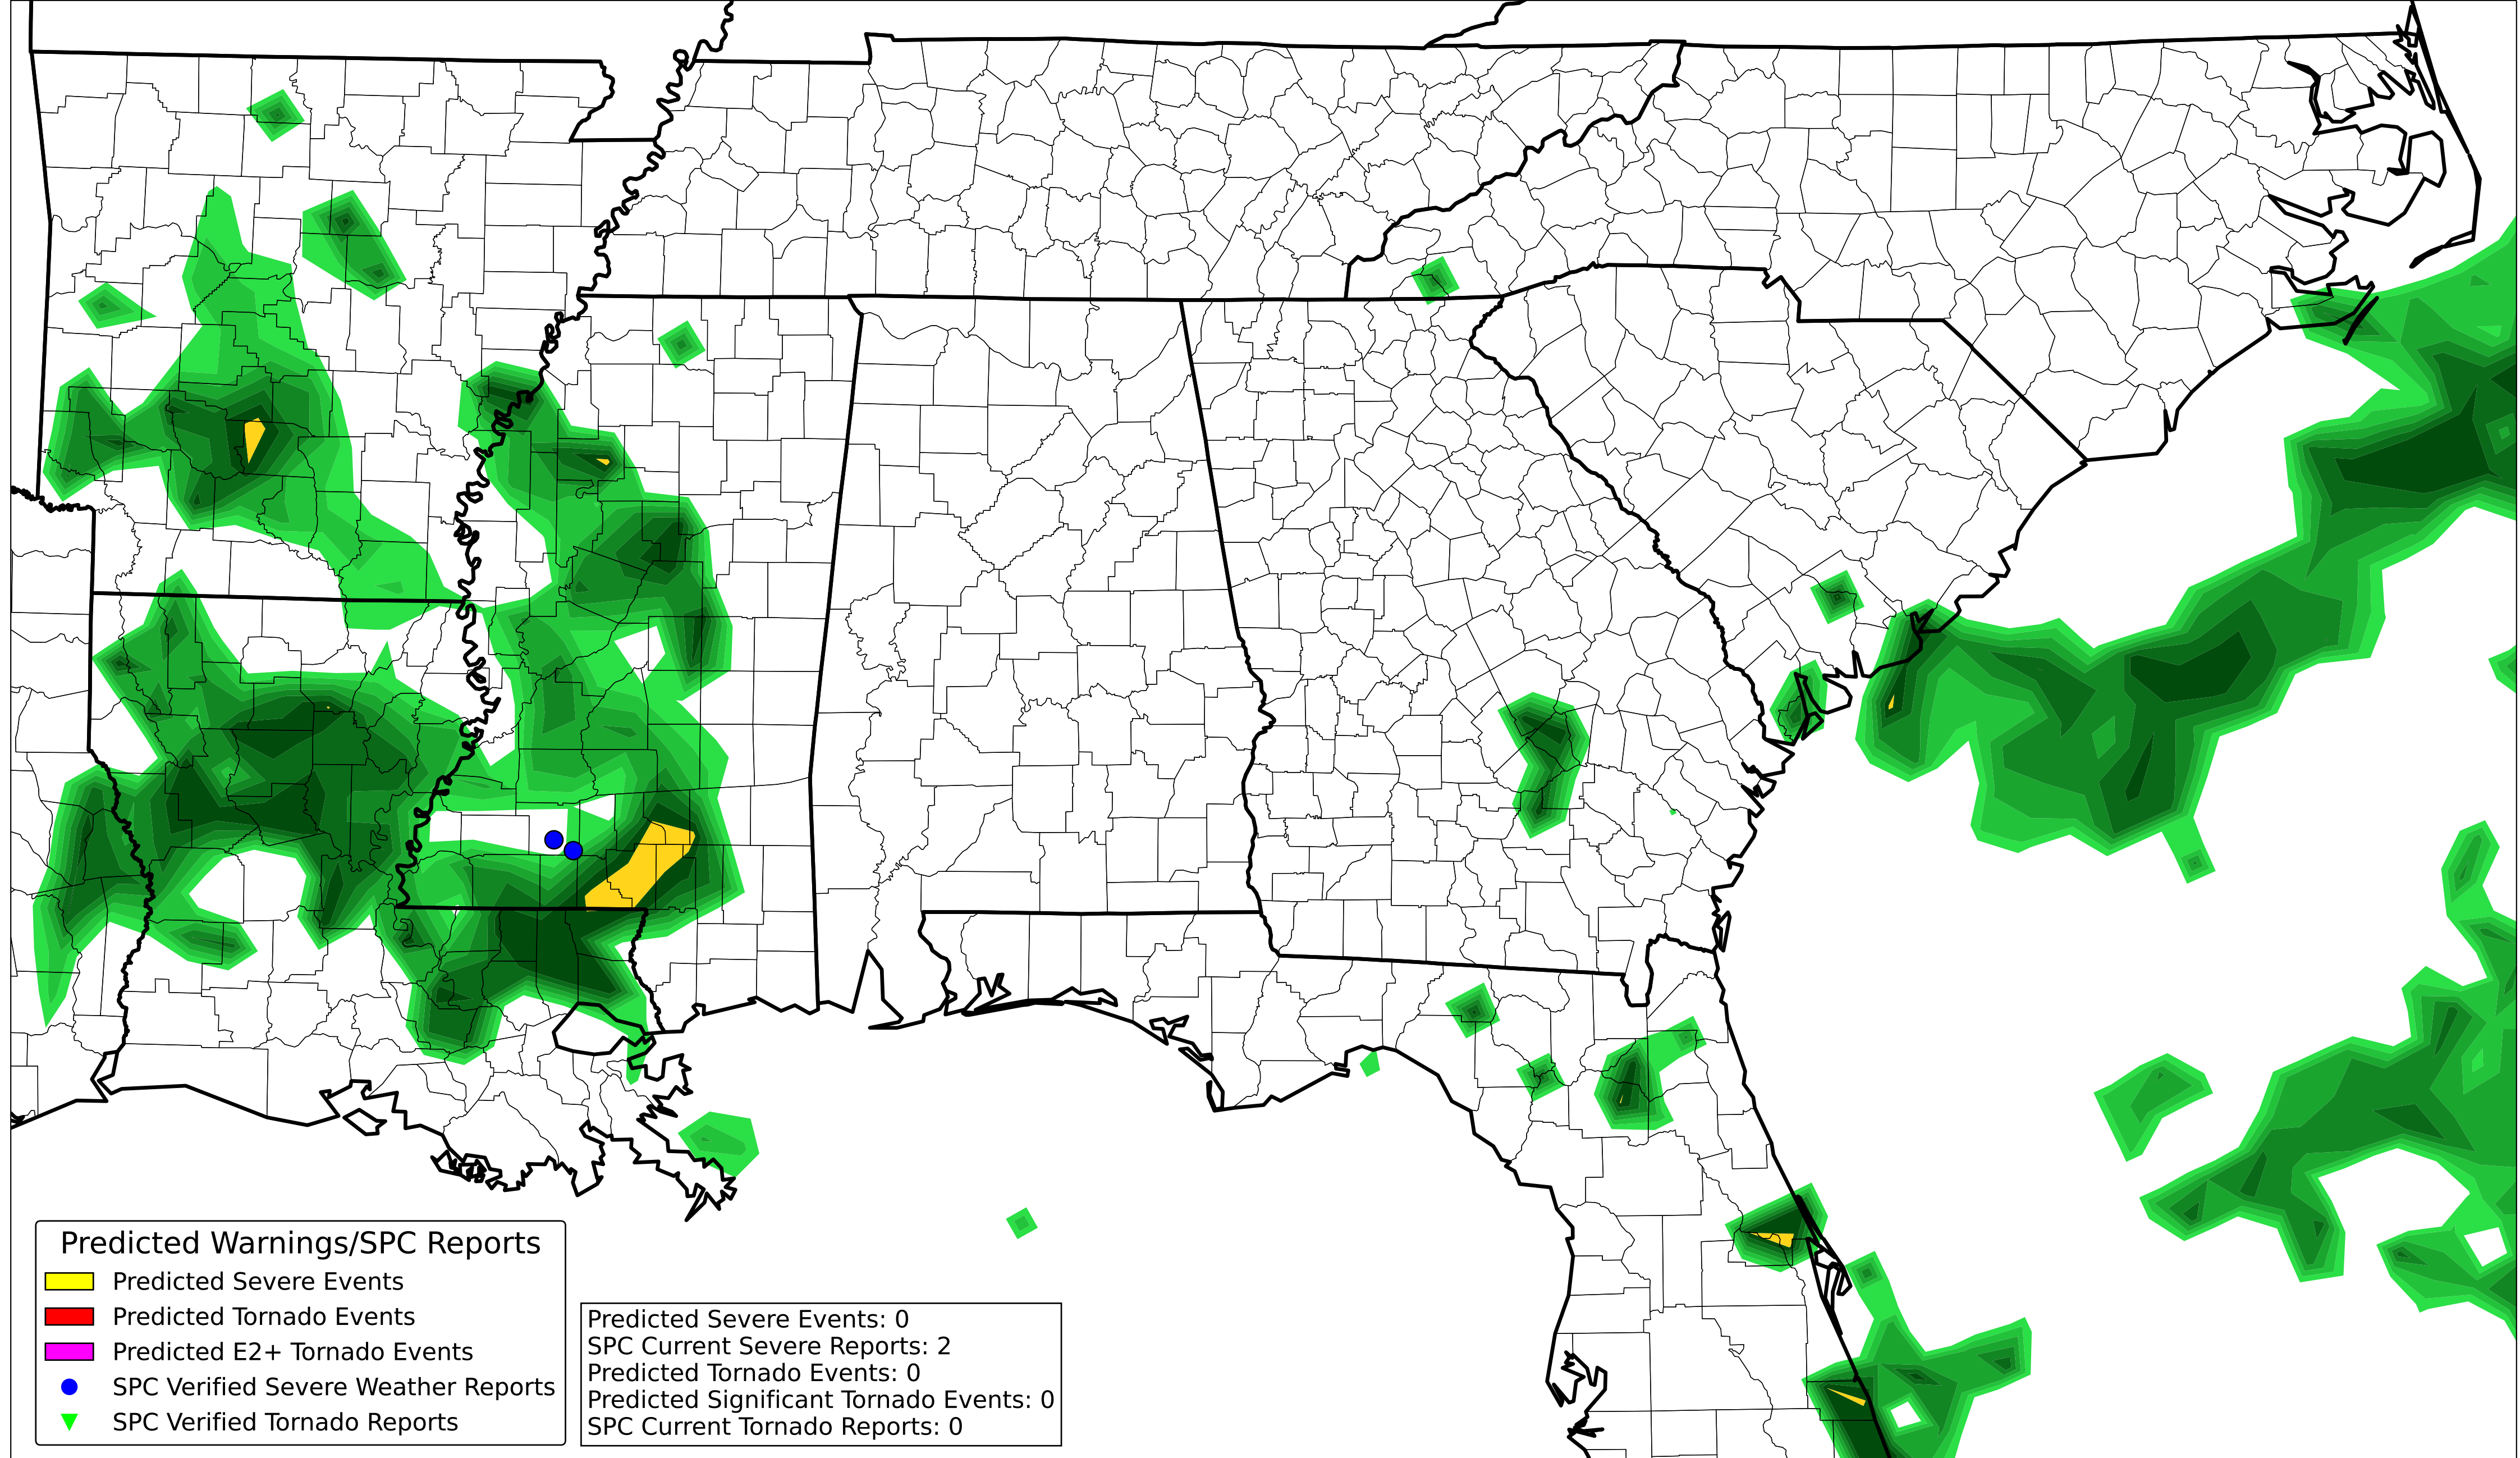 Predicted Warnings/SPC Reports
Predicted Severe Events
Predicted Tornado Events
Predicted E2+ Tornado Events
SPC Verified Severe Weather Reports
SPC Verified Tornado Reports
Predicted Severe Events: 0
SPC Current Severe Reports: 2
Predicted Tornado Events: 0
Predicted Significant Tornado Events: 0
SPC Current Tornado Reports: 0